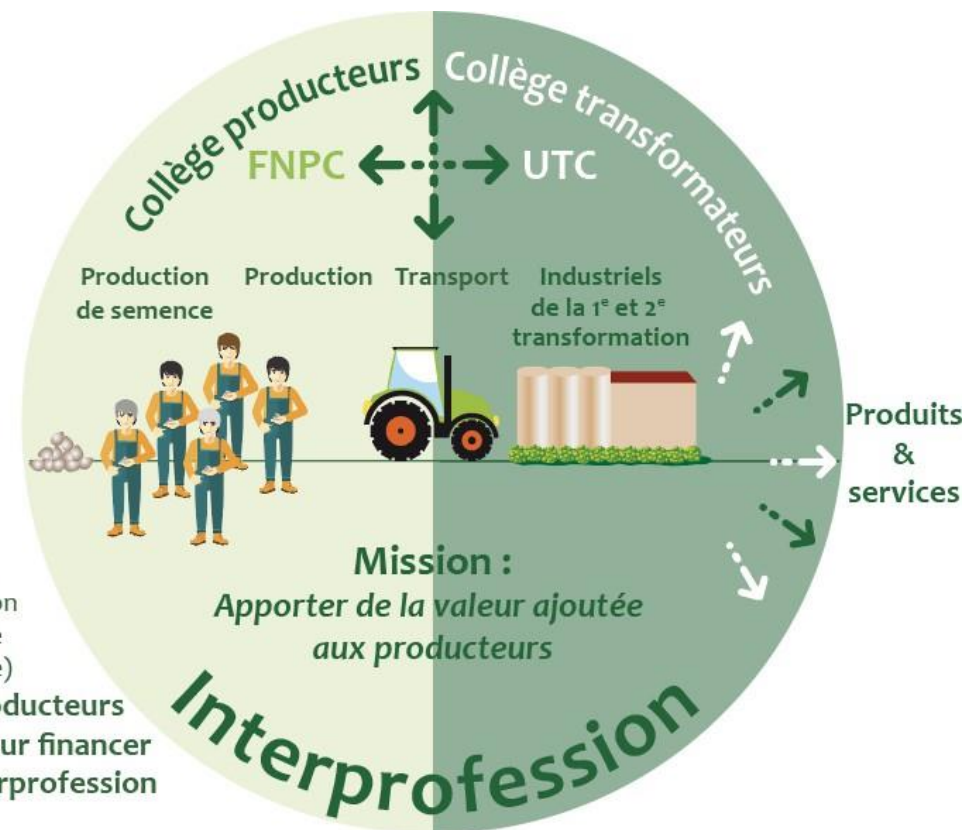 Collège producteurs
Collège transformateurs
FNPC
UTC
Production
de semence
Production
Transport
Industriels
de la 1e et 2e
transformation
Produits
&
services
Mission :
Apporter de la valeur ajoutée
aux producteurs
Interprofession